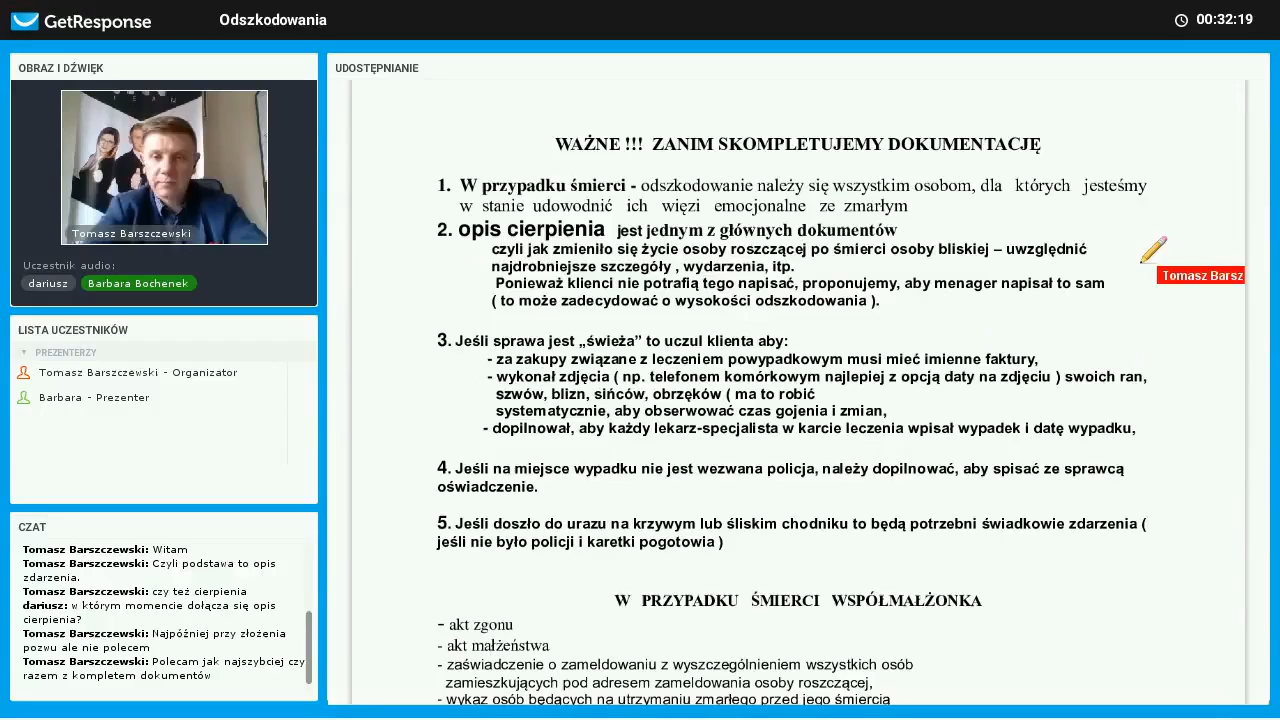 GetResponse
Odszkodowania
00:32:19
OBRAZ I DŹWIĘK
T E A M
Tomasz Barszczewski
Uczestnik audio:
dariusz
Barbara Bochenek
LISTA UCZESTNIKÓW
PREZENTERZY
Tomasz Barszczewski - Organizator
Barbara - Prezenter
CZAT
Tomasz Barszczewski: Witam
Tomasz Barszczewski: Czyli podstawa to opis
zdarzenia.
Tomasz Barszczewski: czy też cierpienia
dariusz: w którym momencie dołącza się opis
cierpienia?
Tomasz Barszczewski: Najpóźniej przy złożenia
pozwu ale nie polecem
Tomasz Barszczewski: Polecam jak najszybciej czy
razem z kompletem dokumentów
UDOSTĘPNIANIE
WAŻNE !!! ZANIM SKOMPLETUJEMY DOKUMENTACJĘ
1. W przypadku śmierci - odszkodowanie należy się wszystkim osobom, dla których jesteśmy
w stanie udowodnić ich więzi emocjonalne ze zmarłym
2. opis cierpienia jest jednym z głównych dokumentów
czyli jak zmieniło się życie osoby roszczącej po śmierci osoby bliskiej – uwzględnić
najdrobniejsze szczegóły , wydarzenia, itp.
Ponieważ klienci nie potrafią tego napisać, proponujemy, aby menager napisał to sam
( to może zadecydować o wysokości odszkodowania ).
Tomasz Barsz
3. Jeśli sprawa jest „świeża” to uczul klienta aby:
- za zakupy związane z leczeniem powypadkowym musi mieć imienne faktury,
- wykonał zdjęcia ( np. telefonem komórkowym najlepiej z opcją daty na zdjęciu ) swoich ran,
szwów, blizn, sińców, obrzęków ( ma to robić
systematycznie, aby obserwować czas gojenia i zmian,
- dopilnował, aby każdy lekarz-specjalista w karcie leczenia wpisał wypadek i datę wypadku,
4. Jeśli na miejsce wypadku nie jest wezwana policja, należy dopilnować, aby spisać ze sprawcą
oświadczenie.
5. Jeśli doszło do urazu na krzywym lub śliskim chodniku to będą potrzebni świadkowie zdarzenia (
jeśli nie było policji i karetki pogotowia )
W PRZYPADKU ŚMIERCI WSPÓŁMAŁŻONKA
- akt zgonu
- akt małżeństwa
- zaświadczenie o zameldowaniu z wyszczególnieniem wszystkich osób
zamieszkujących pod adresem zameldowania osoby roszczącej,
- wykaz osób będących na utrzymaniu zmarłego przed jego śmiercią